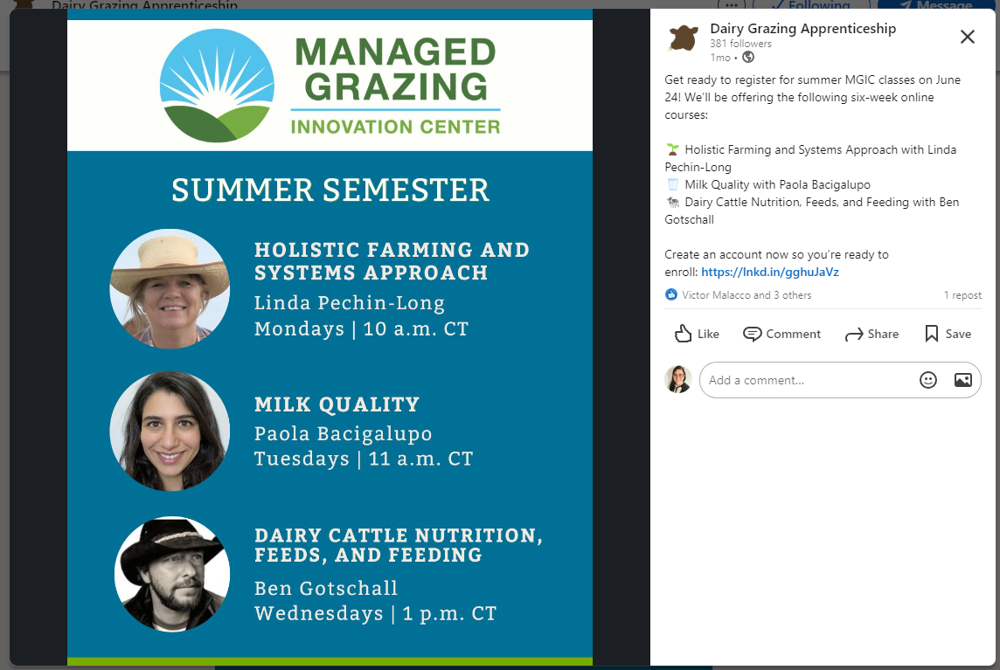 Dairy Grazing Apprenticeship
Following
Message
MANAGED
GRAZING
INNOVATION CENTER
SUMMER SEMESTER
HOLISTIC FARMING AND
SYSTEMS APPROACH
Linda Pechin-Long
Mondays | 10 a.m. CT
MILK QUALITY
Paola Bacigalupo
Tuesdays | 11 a.m. CT
DAIRY CATTLE NUTRITION,
FEEDS, AND FEEDING
Ben Gotschall
Wednesdays | 1 p.m. CT
Dairy Grazing Apprenticeship
381 followers
1mo •
Get ready to register for summer MGIC classes on June
24! We’ll be offering the following six-week online
courses:
🌱 Holistic Farming and Systems Approach with Linda
Pechin-Long
🥛 Milk Quality with Paola Bacigalupo
🐄 Dairy Cattle Nutrition, Feeds, and Feeding with Ben
Gotschall
Create an account now so you’re ready to
enroll: https://lnkd.in/gghuJaVz
Victor Malacco and 3 others
1 repost
Like
Comment
Share
Save
Add a comment...